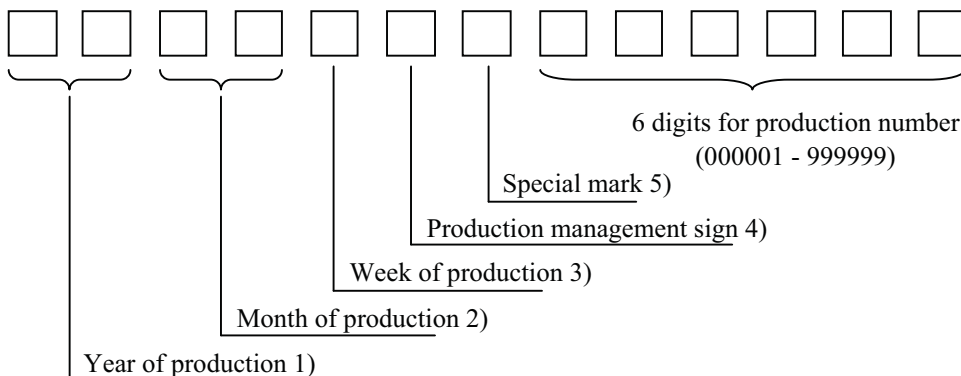 6 digits for production number
(000001 - 999999)
Special mark 5)
Production management sign 4)
Week of production 3)
Month of production 2)
Year of production 1)